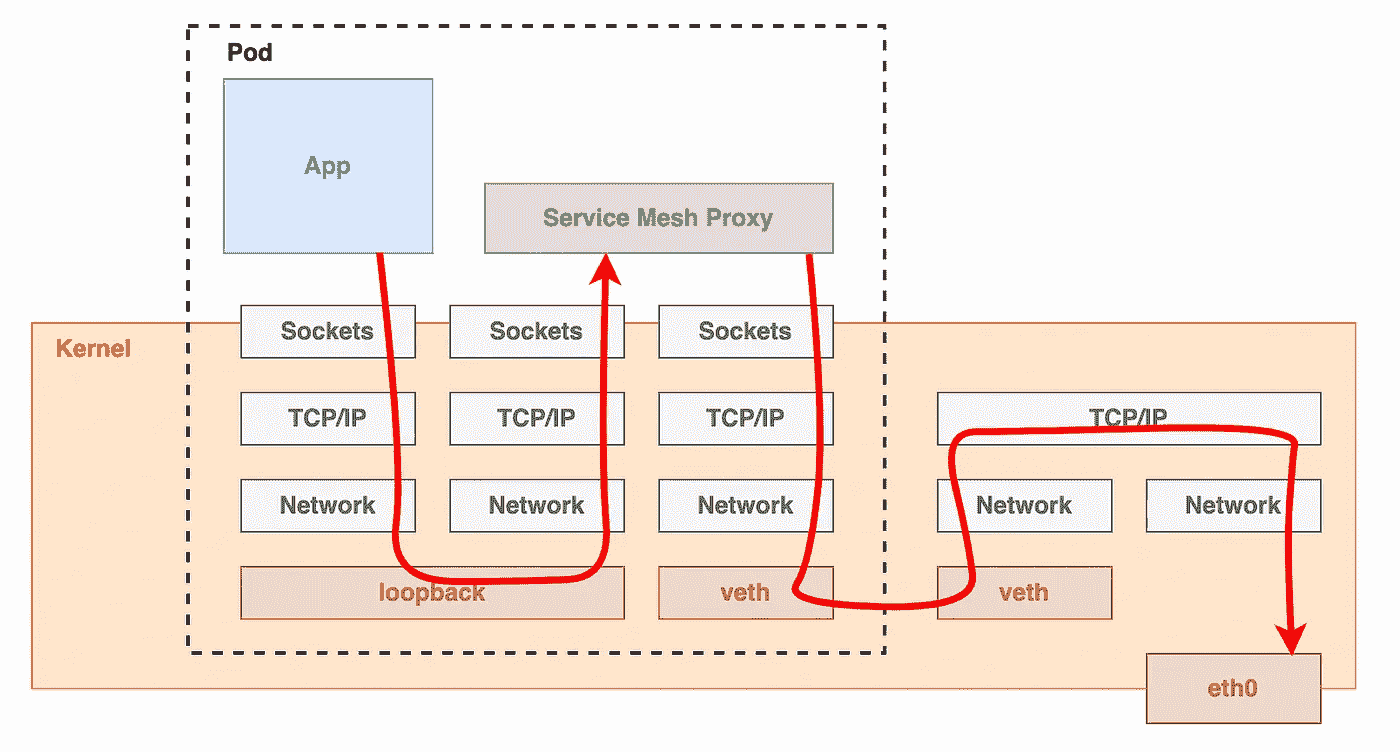 Pod
App
Service Mesh Proxy
Kernel
Sockets
Sockets
Sockets
TCP/IP
TCP/IP
TCP/IP
TCP/IP
Network
Network
Network
Network
Network
loopback
veth
veth
eth0